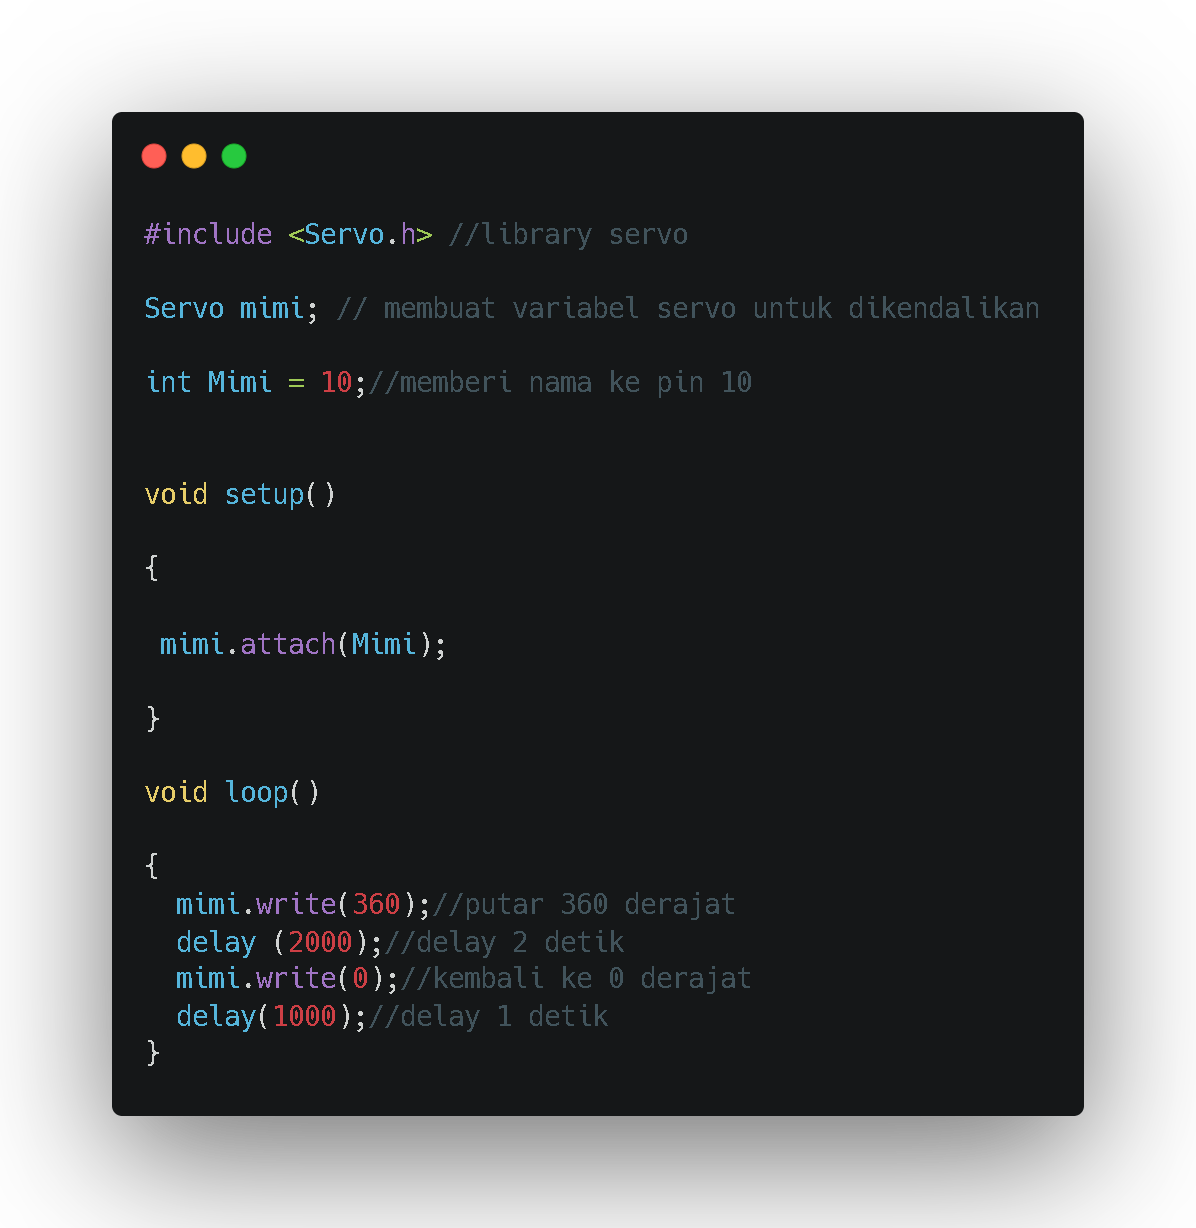 #include <Servo.h> //library servo
Servo mimi; // membuat variabel servo untuk dikendalikan
int Mimi = 10;//memberi nama ke pin 10
void setup()
{
mimi.attach(Mimi);
}
void loop()
{
mimi.write(360);//putar 360 derajat
delay (2000);//delay 2 detik
mimi.write(0);//kembali ke 0 derajat
delay(1000);//delay 1 detik
}